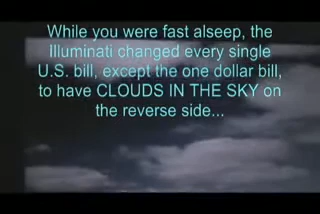 While you were fast alseep, the
Illuminati changed every single
U.S. bill, except the one dollar bill,
to have CLOUDS IN THE SKY on
the reverse side...